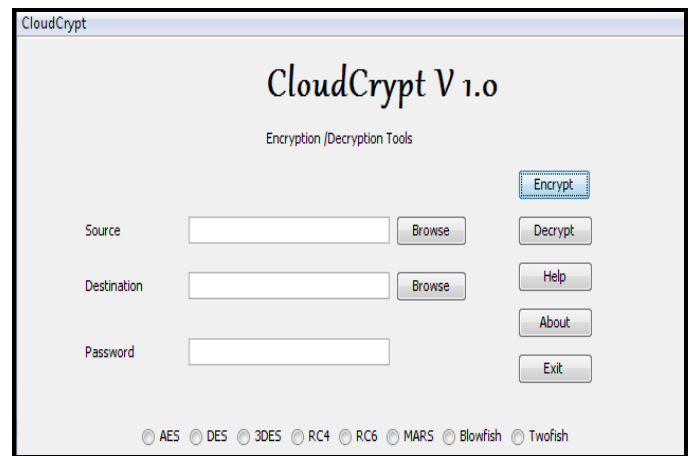 CloudCrypt
CloudCrypt V 1.0
Encryption /Decryption Tools
Encrypt
Source Browse Decrypt
Destination Browse Help
About
Password
Exit
AES DES 3DES RC4 RC6 MARS Blowfish Twofish